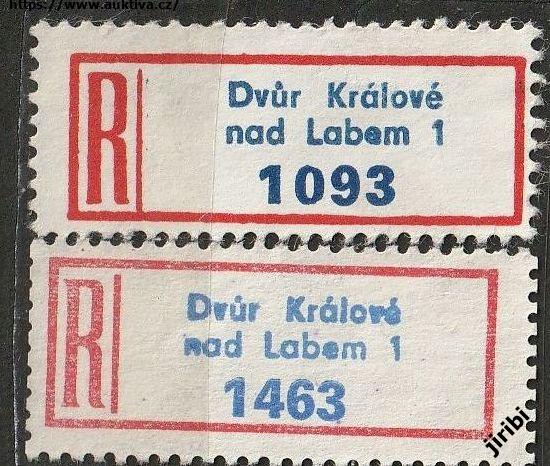 https://www.auktiva.cz/
R
Dvůr Králové
nad Labem 1
1093
R
Dvůr Králové
nad Labem 1
1463
jiribi